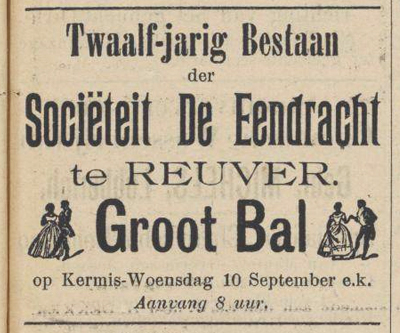 Twaalf-jarig Bestaan
der
Sociëteit De Eendracht
te REUVER.
Groot Bal
op Kermis-Woensdag 10 September e.k.
Aanvang 8 uur.